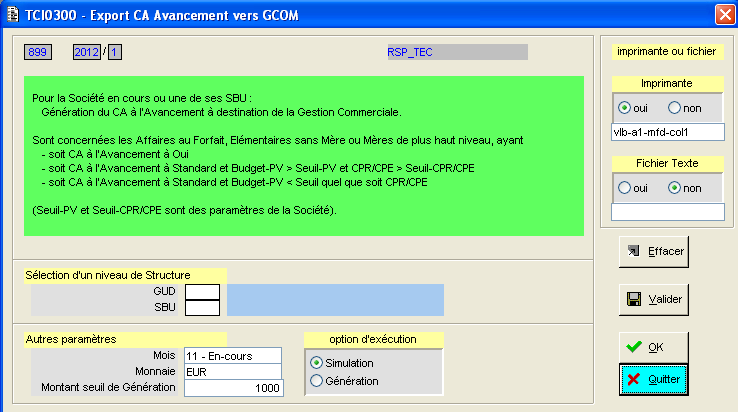 TCI0300 - Export CA Avancement vers GCOM
899 2012 / 1 RSP_TEC
Pour la Société en cours ou une de ses SBU :
Génération du CA à l'Avancement à destination de la Gestion Commerciale.
Sont concernées les Affaires au Forfait, Elémentaires sans Mère ou Mères de plus haut niveau, ayant
- soit CA à l'Avancement à Oui
- soit CA à l'Avancement à Standard et Budget-PV > Seuil-PV et CPR/CPE > Seuil-CPR/CPE
- soit CA à l'Avancement à Standard et Budget-PV < Seuil quel que soit CPR/CPE
(Seuil-PV et Seuil-CPR/CPE sont des paramètres de la Société).
Sélection d'un niveau de Structure
GUD
SBU
Autres paramètres
Mois 11 - En-cours
Monnaie EUR
Montant seuil de Génération 1000
option d'exécution
Simulation
Génération
imprimante ou fichier
Imprimante
oui non
vlb-a1-mfd-col1
Fichier Texte
oui non
Effacer
Valider
OK
Quitter